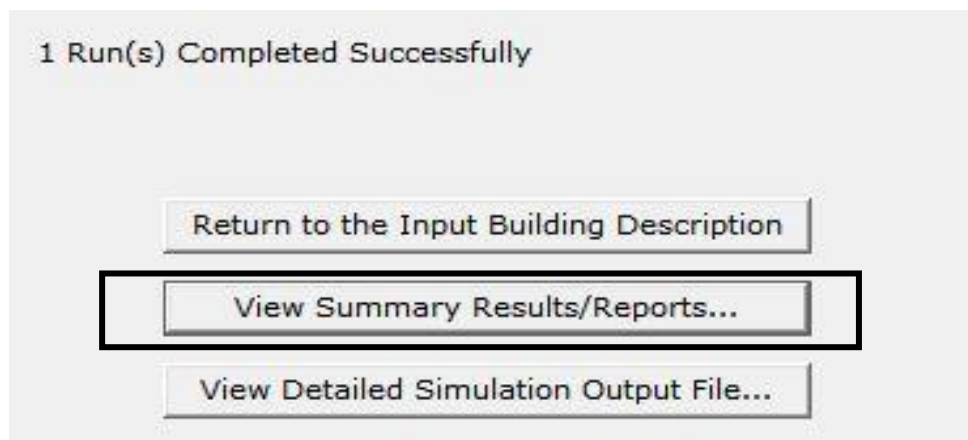 1 Run(s) Completed Successfully
Return to the Input Building Description
View Summary Results/Reports...
View Detailed Simulation Output File...